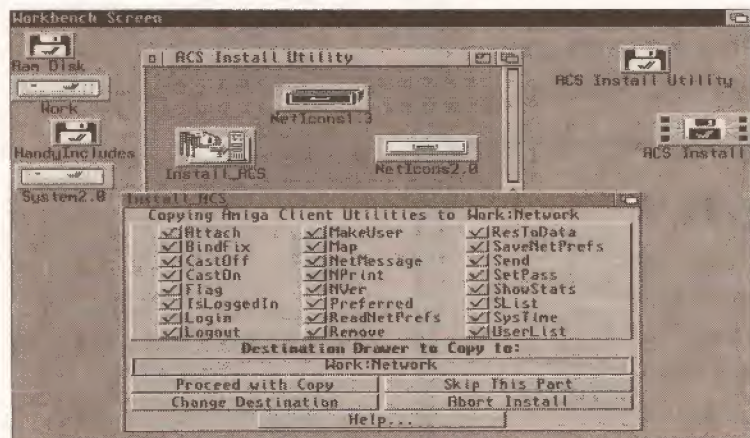 Workbench Screen
Ram Disk
Work
HandyIncludes
System2.0
ACS Install Utility
NetIcons1.3
Install_ACS
NetIcons2.0
ACS Install Utility
ACS Install
Install_ACS
Copying Amiga Client Utilities to Work:Network
Attach MakeUser ResToData
BindFix Map SaveNetPrefs
CastOff NetMessage Send
CastOn NPrint SetPass
Flag NVer ShowStats
IsLoggedIn Preferred SList
Login ReadNetPrefs SysTime
Logout Remove UserList
Destination Drawer to Copy to:
Work:Network
Proceed with Copy Skip This Part
Change Destination Abort Install
Help...